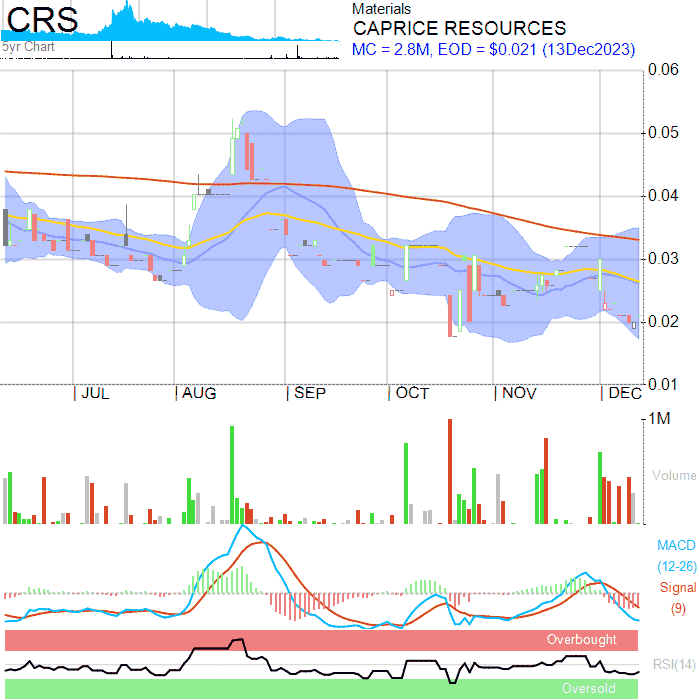 CRS
5yr Chart
Materials
CAPRICE RESOURCES
MC = 2.8M, EOD = $0.021 (13Dec2023)
0.06
0.05
0.04
0.03
0.02
0.01
JUL AUG SEP OCT NOV DEC
1M
Volume
MACD
(12-26)
Signal
(9)
Overbought
RSI(14)
Oversold